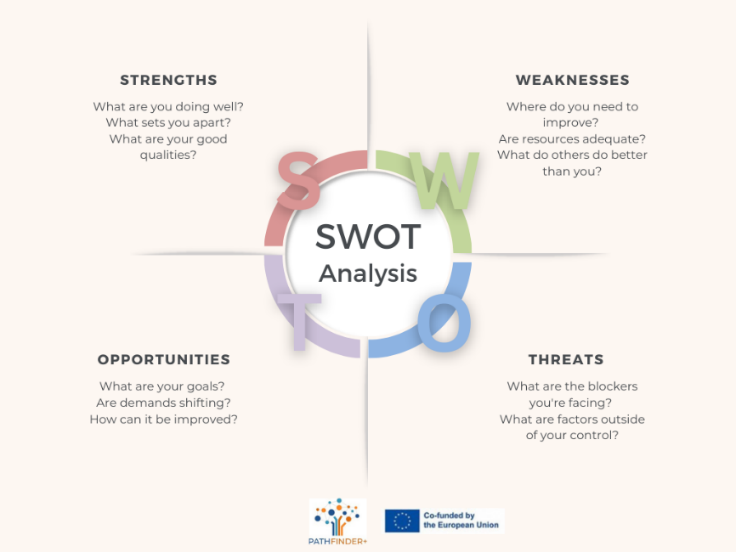 STRENGTHS
What are you doing well?
What sets you apart?
What are your good
qualities?
WEAKNESSES
Where do you need to
improve?
Are resources adequate?
What do others do better
than you?
S
W
SWOT
Analysis
T
O
OPPORTUNITIES
What are your goals?
Are demands shifting?
How can it be improved?
THREATS
What are the blockers
you're facing?
What are factors outside
of your control?
PATHFINDER+
Co-funded by
the European Union